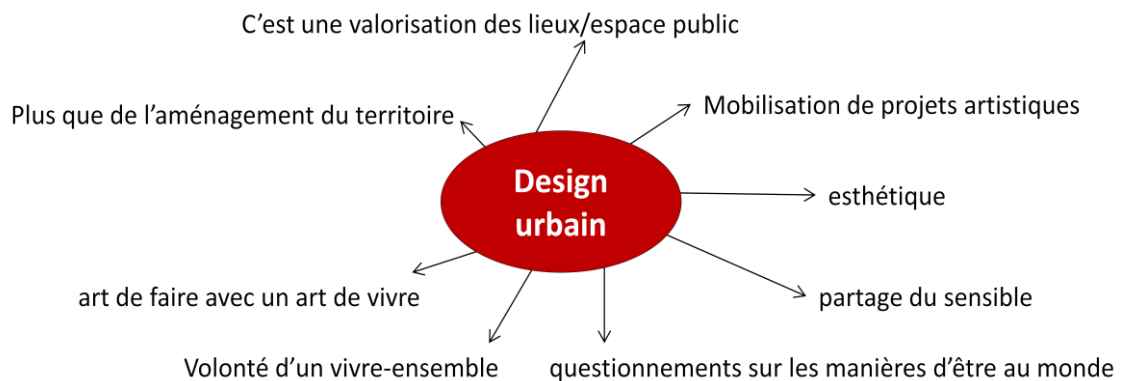 C’est une valorisation des lieux/espace public
Plus que de l’aménagement du territoire
Mobilisation de projets artistiques
Design
urbain
esthétique
art de faire avec un art de vivre
partage du sensible
Volonté d’un vivre-ensemble
questionnements sur les manières d’être au monde